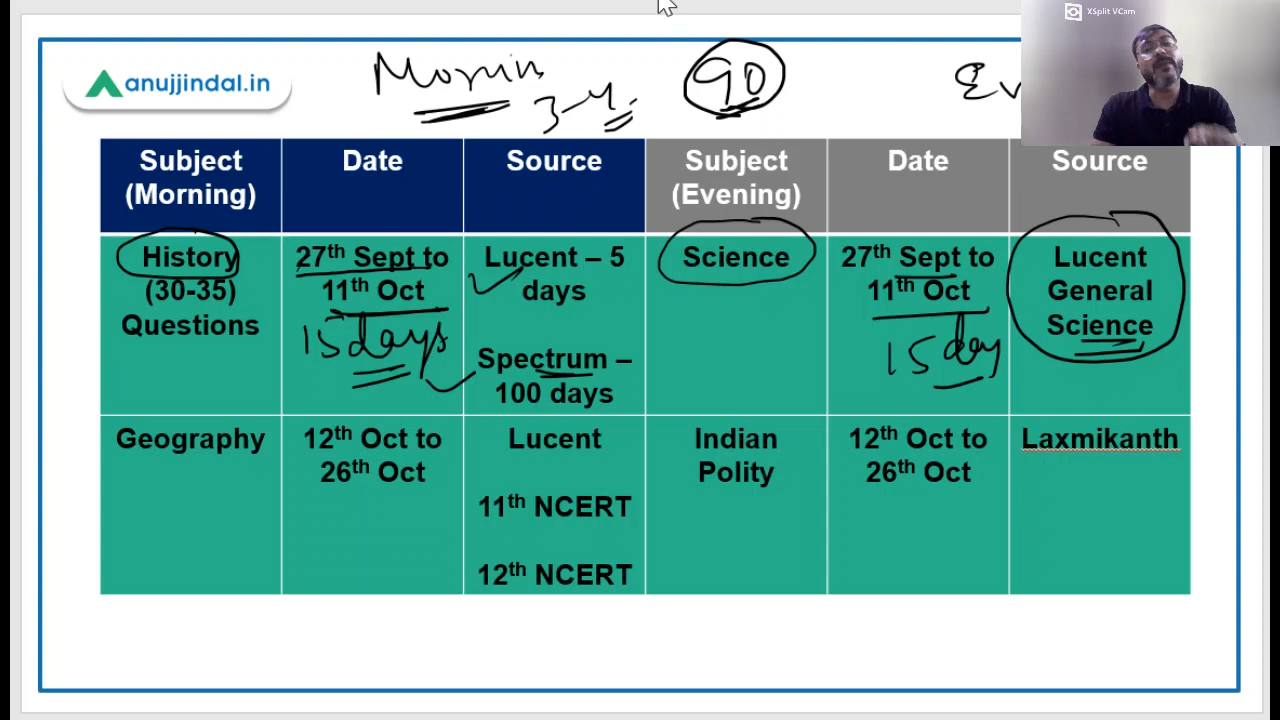 XSplit VCam
anujjindal.in
Mornin
3-4
90
Ev
Subject
(Morning)
Date
Source
Subject
(Evening)
Date
Source
History
(30-35)
Questions
27th Sept to
11th Oct
15 days
Lucent – 5
days
Spectrum –
100 days
Science
27th Sept to
11th Oct
15 day
Lucent
General
Science
Geography
12th Oct to
26th Oct
Lucent
11th NCERT
12th NCERT
Indian
Polity
12th Oct to
26th Oct
Laxmikanth